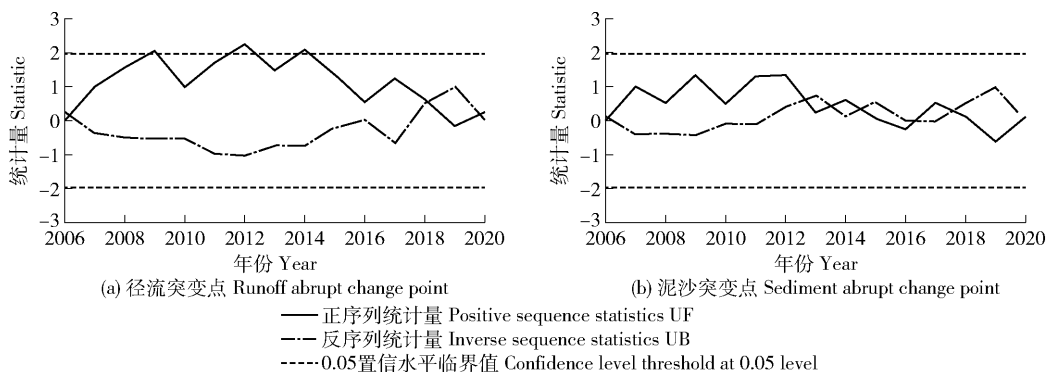 统计量 Statistic
3
2
1
0
−1
−2
−3
2006 2008 2010 2012 2014 2016 2018 2020
年份 Year
(a) 径流突变点 Runoff abrupt change point
统计量 Statistic
3
2
1
0
−1
−2
−3
2006 2008 2010 2012 2014 2016 2018 2020
年份 Year
(b) 泥沙突变点 Sediment abrupt change point
正序列统计量 Positive sequence statistics UF
反序列统计量 Inverse sequence statistics UB
0.05置信水平临界值 Confidence level threshold at 0.05 level